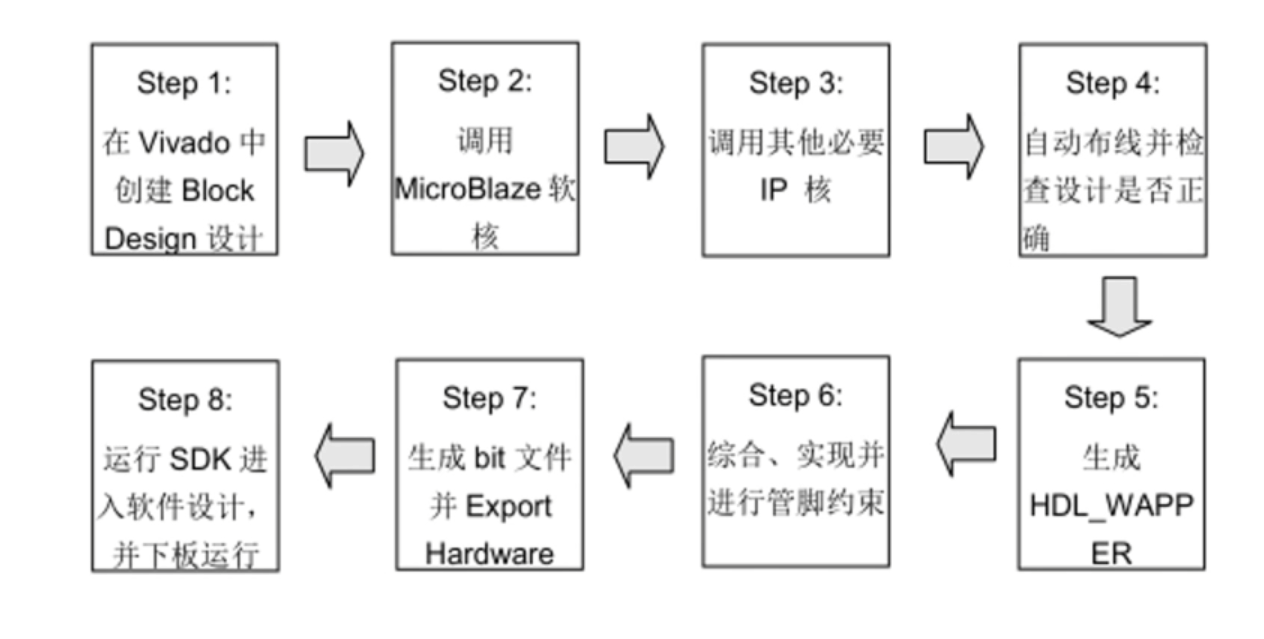 Step 1:
在 Vivado 中
创建 Block
Design 设计
Step 2:
调用
MicroBlaze 软
核
Step 3:
调用其他必要
IP 核
Step 4:
自动布线并检
查设计是否正
确
Step 5:
生成
HDL_WAPP
ER
Step 6:
综合、实现并
进行管脚约束
Step 7:
生成 bit 文件
并 Export
Hardware
Step 8:
运行 SDK 进
入软件设计，
并下板运行